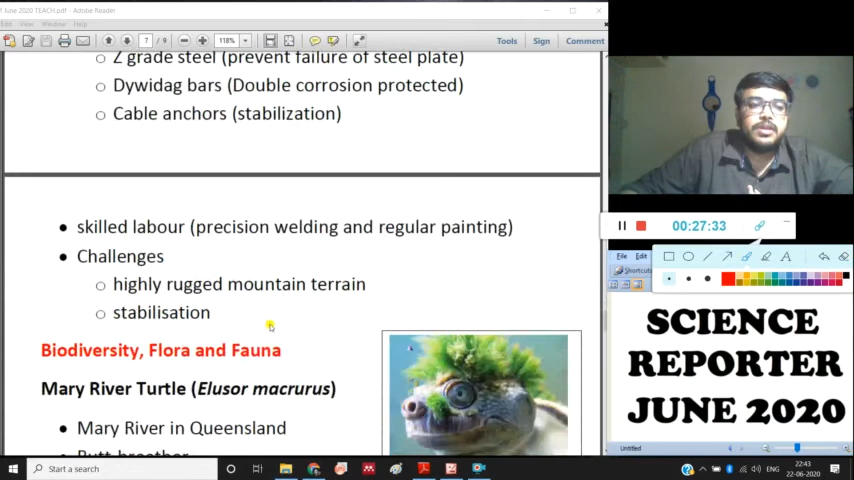 June 2020 TEACH.pdf - Adobe Reader
Edit View Window Help
7 / 9 118% Tools Sign Comment
Z grade steel (prevent failure of steel plate)
Dywidag bars (Double corrosion protected)
Cable anchors (stabilization)
skilled labour (precision welding and regular painting)
Challenges
highly rugged mountain terrain
stabilisation
Biodiversity, Flora and Fauna
Mary River Turtle (Elusor macrurus)
Mary River in Queensland
Butt-breather
00:27:33
File Edit
A
Shortcuts
SCIENCE
REPORTER
JUNE 2020
Untitled
Start a search
ENG
22:43
22-06-2020